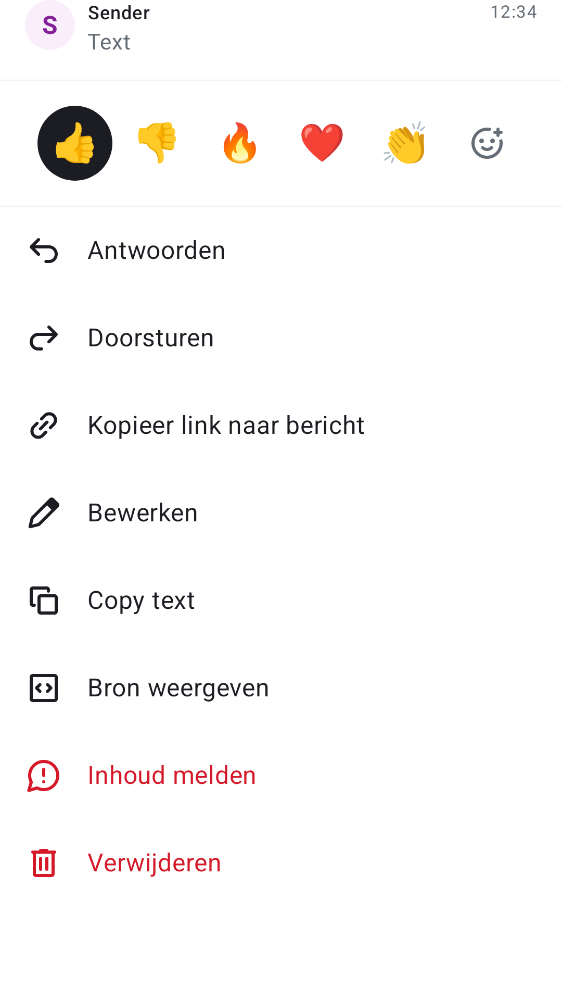 S
Sender
12:34
Text
Antwoorden
Doorsturen
Kopieer link naar bericht
Bewerken
Copy text
Bron weergeven
Inhoud melden
Verwijderen